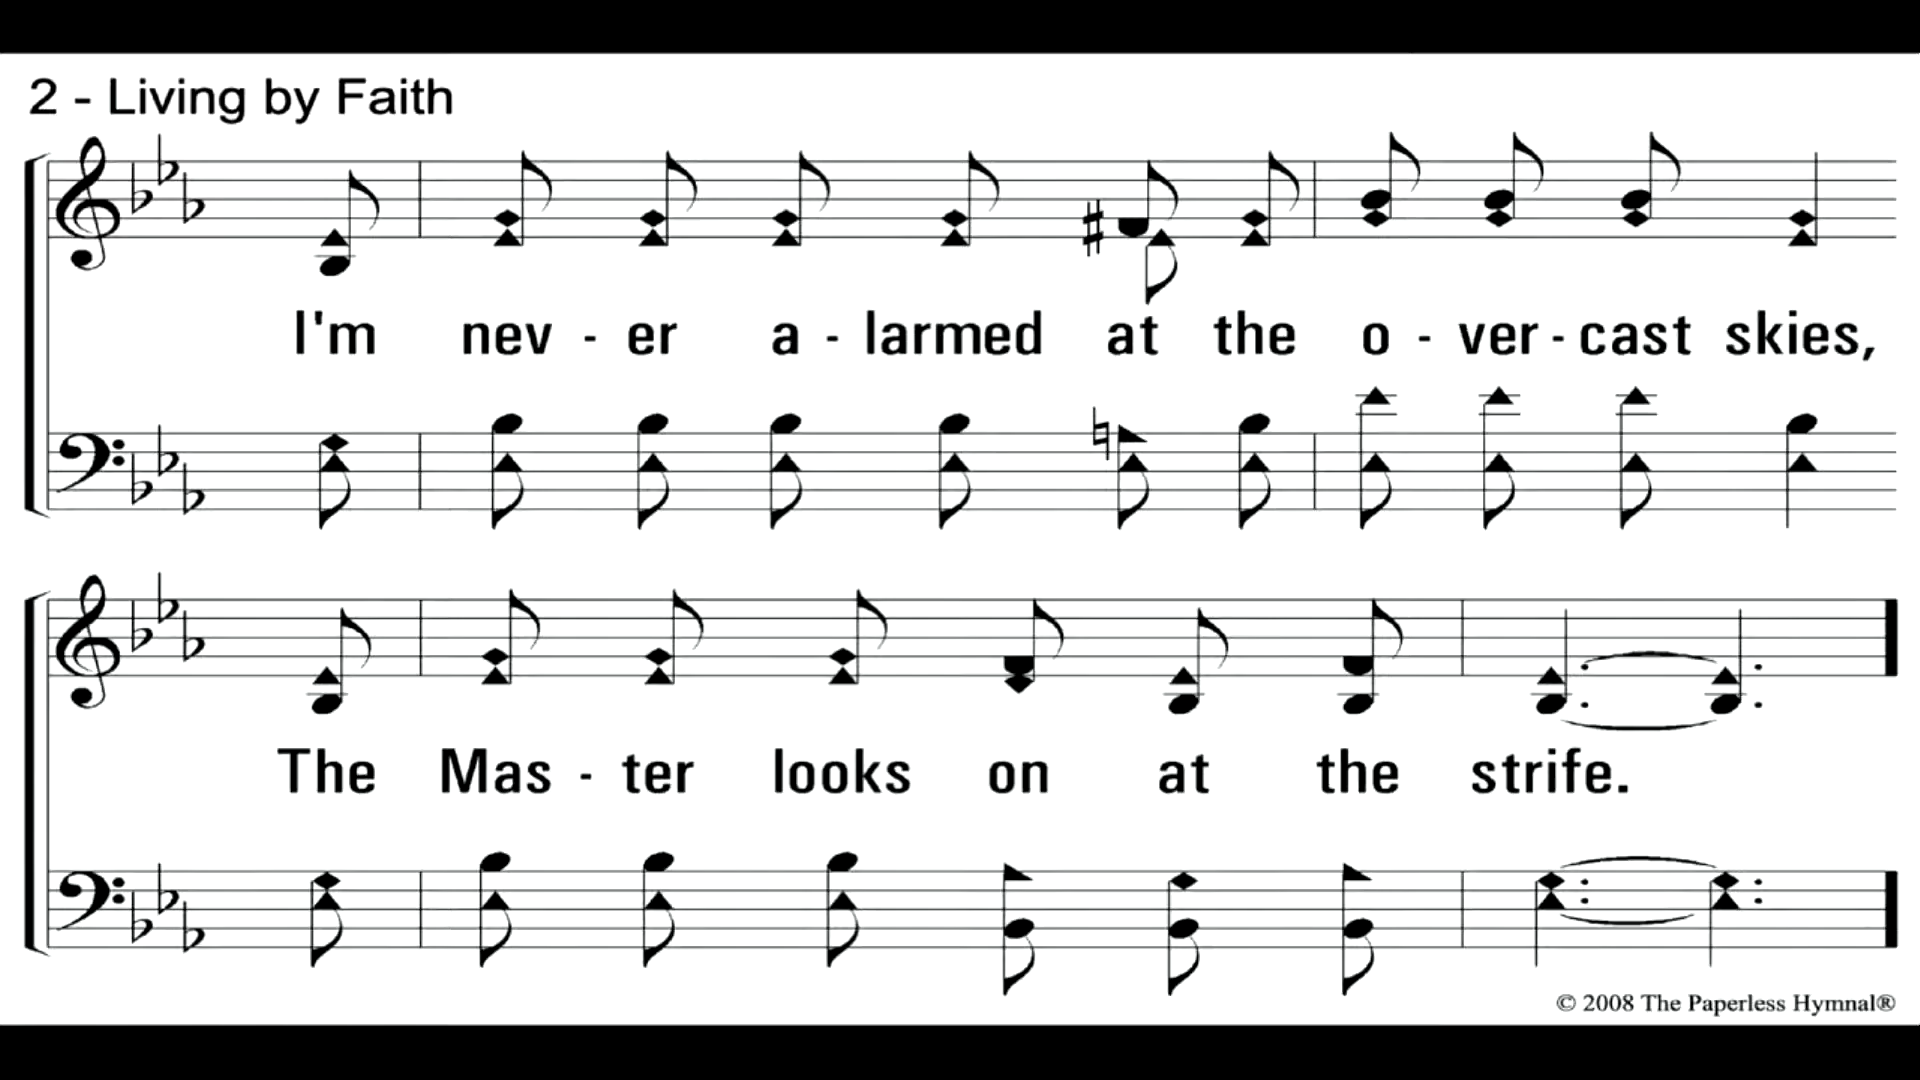 2 - Living by Faith
I'm nev - er a - larmed at the o - ver - cast skies,
The Mas - ter looks on at the strife.
© 2008 The Paperless Hymnal®